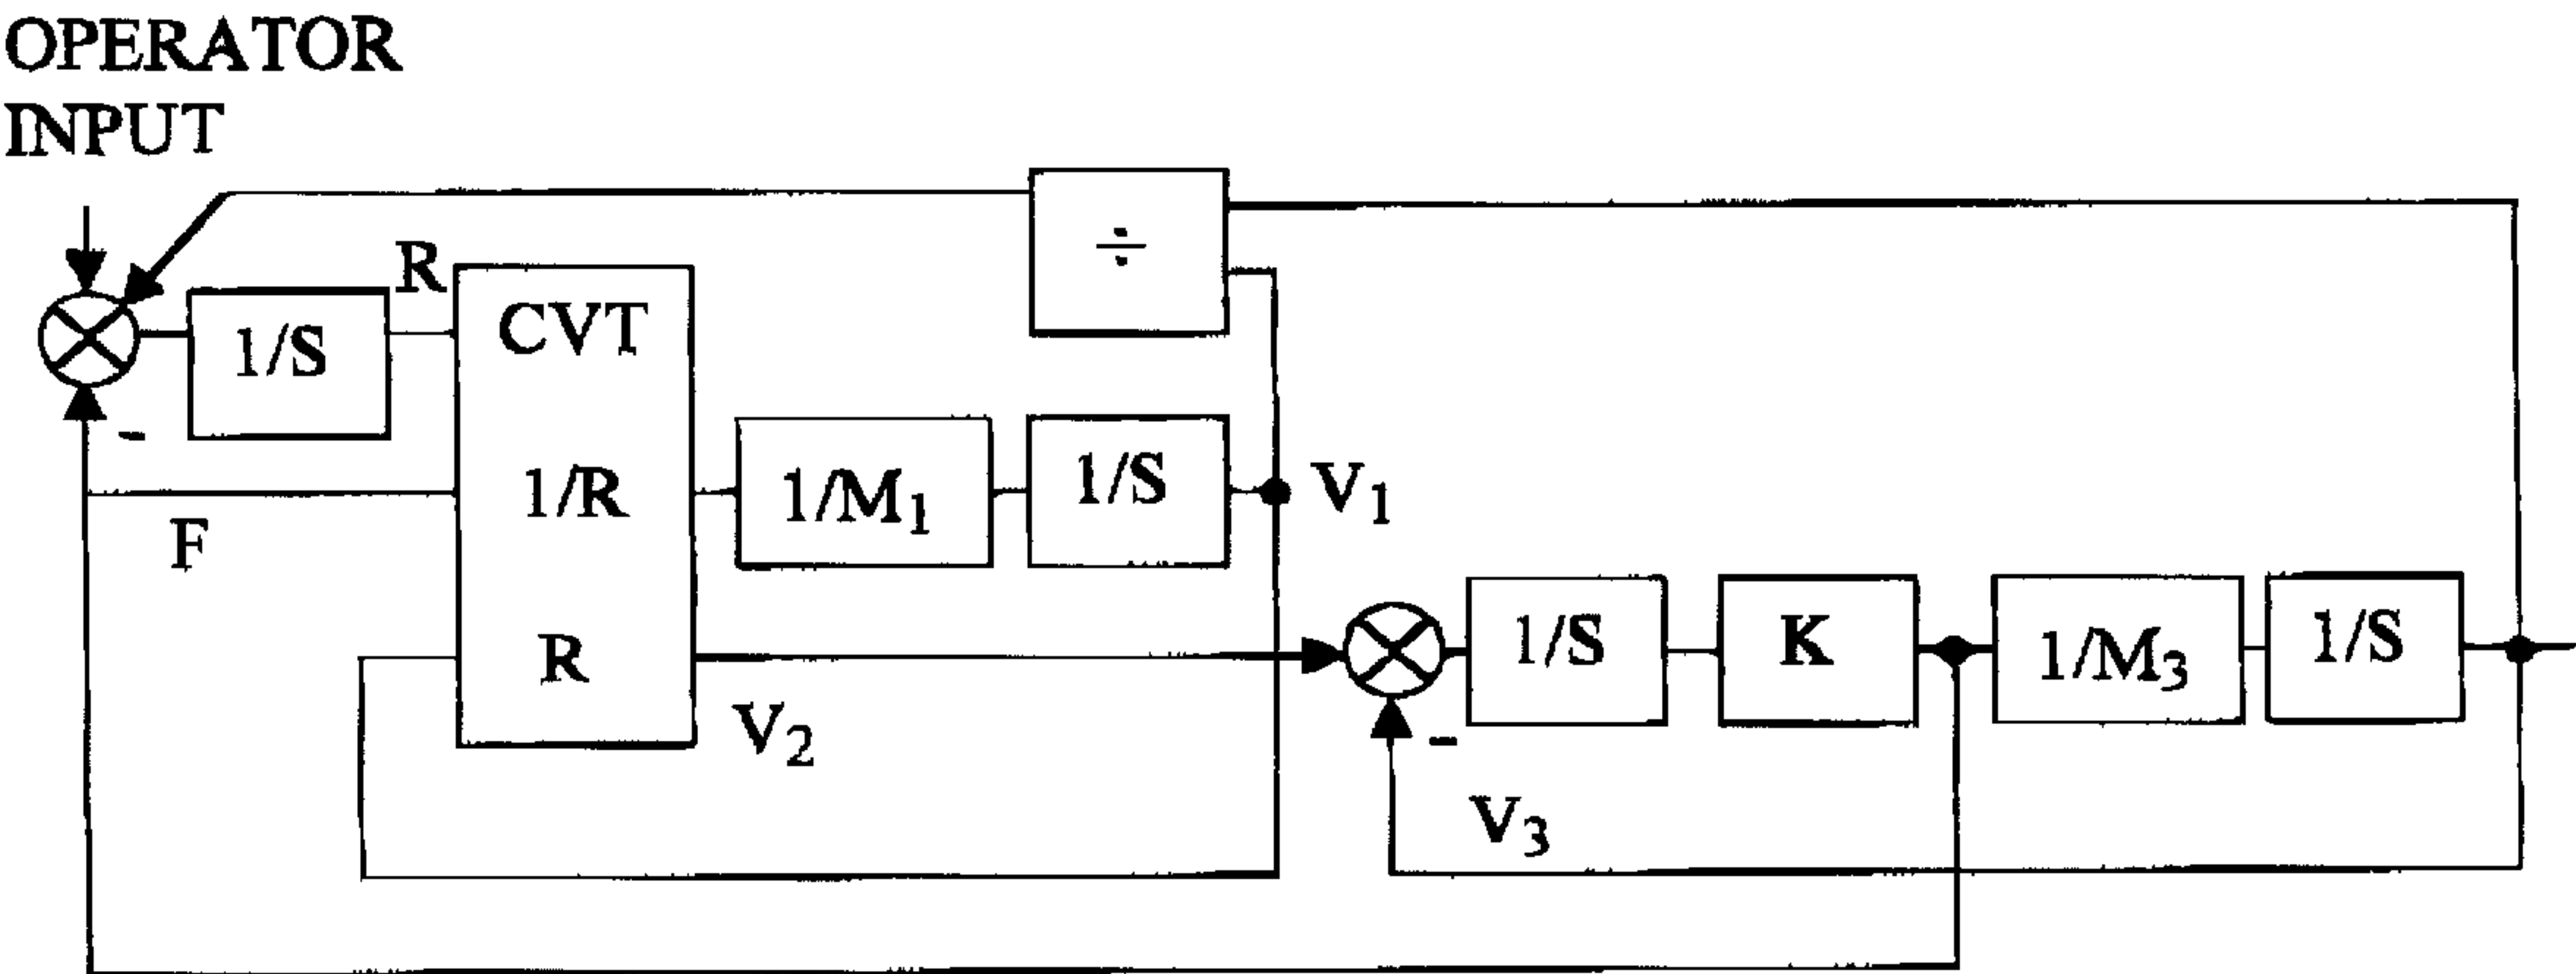 OPERATOR
INPUT
÷
R
CVT
1/S
-
1/R
1/M₁
1/S
V₁
F
R
V₂
1/S
K
1/M₃
1/S
-
V₃